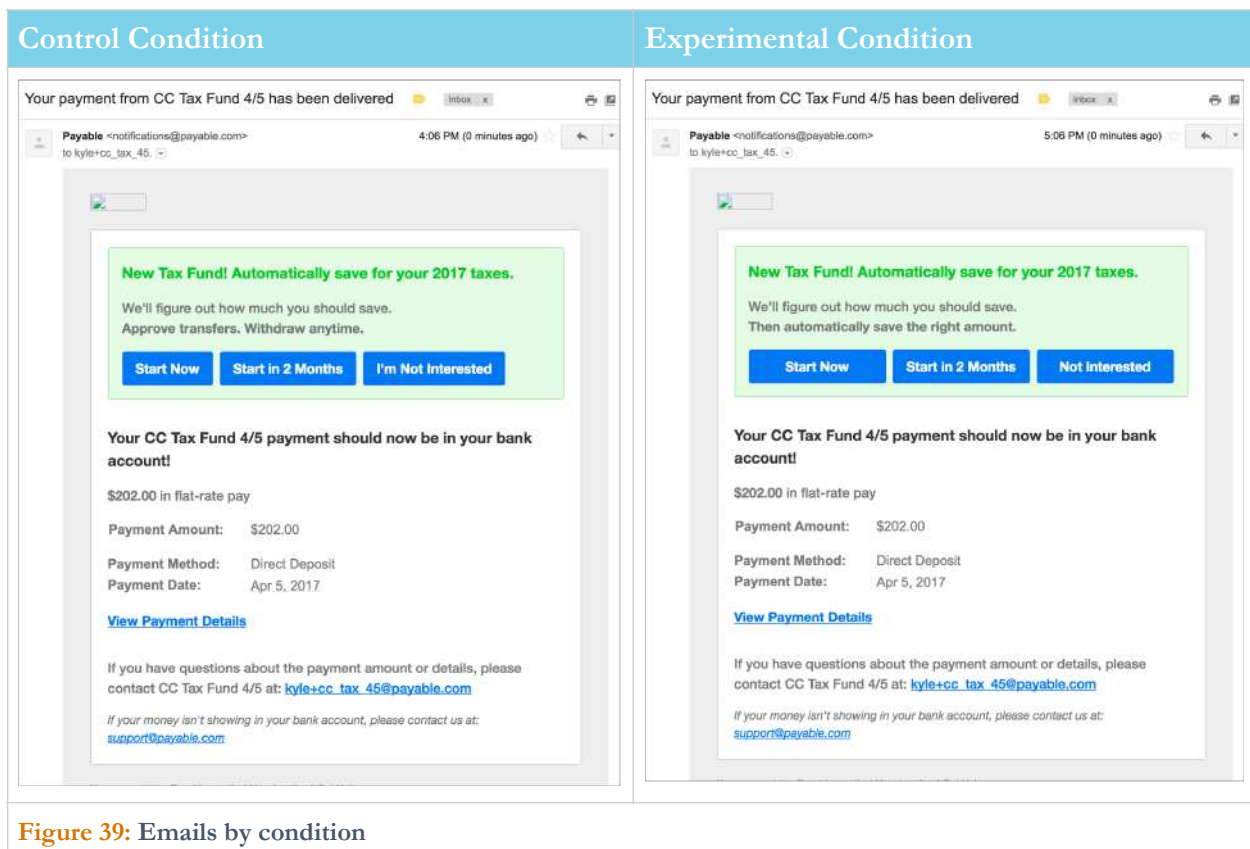 Control Condition
Experimental Condition
Your payment from CC Tax Fund 4/5 has been delivered
Inbox x
Payable <notifications@payable.com>
4:06 PM (0 minutes ago)
to kyle+cc_tax_45.
New Tax Fund! Automatically save for your 2017 taxes.
We'll figure out how much you should save.
Approve transfers. Withdraw anytime.
Start Now
Start in 2 Months
I'm Not Interested
Your CC Tax Fund 4/5 payment should now be in your bank
account!
$202.00 in flat-rate pay
Payment Amount: $202.00
Payment Method: Direct Deposit
Payment Date: Apr 5, 2017
View Payment Details
If you have questions about the payment amount or details, please
contact CC Tax Fund 4/5 at: kyle+cc_tax_45@payable.com
If your money isn't showing in your bank account, please contact us at:
support@payable.com
Your payment from CC Tax Fund 4/5 has been delivered
Inbox x
Payable <notifications@payable.com>
5:06 PM (0 minutes ago)
to kyle+cc_tax_45.
New Tax Fund! Automatically save for your 2017 taxes.
We'll figure out how much you should save.
Then automatically save the right amount.
Start Now
Start in 2 Months
Not Interested
Your CC Tax Fund 4/5 payment should now be in your bank
account!
$202.00 in flat-rate pay
Payment Amount: $202.00
Payment Method: Direct Deposit
Payment Date: Apr 5, 2017
View Payment Details
If you have questions about the payment amount or details, please
contact CC Tax Fund 4/5 at: kyle+cc_tax_45@payable.com
If your money isn't showing in your bank account, please contact us at:
support@payable.com
Figure 39: Emails by condition